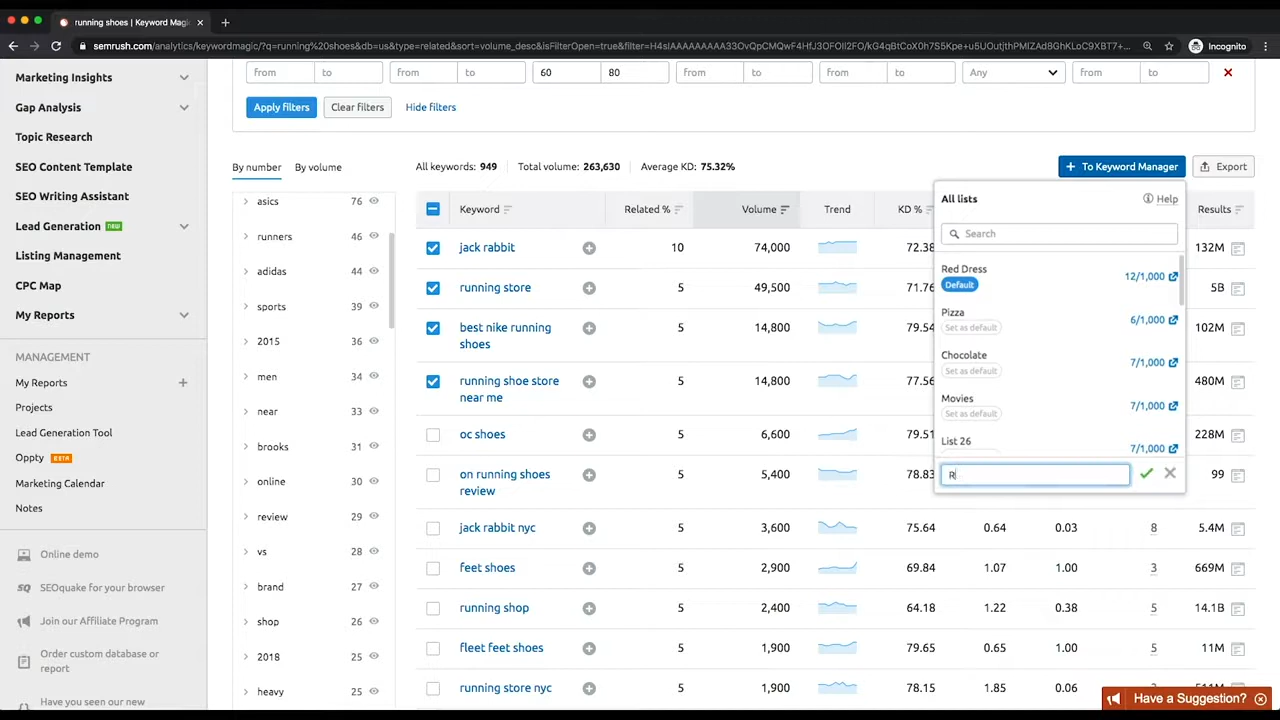 running shoes | Keyword Magic
semrush.com/analytics/keywordmagic/?q=running%20shoes&db=us&type=related&sort=volume_desc&isFilterOpen=true&filter=
Incognito
Marketing Insights
Gap Analysis
Topic Research
SEO Content Template
SEO Writing Assistant
Lead Generation new
Listing Management
CPC Map
My Reports
MANAGEMENT
My Reports
Projects
Lead Generation Tool
Oppty BETA
Marketing Calendar
Notes
Online demo
SEOquake for your browser
Join our Affiliate Program
Order custom database or
report
Have you seen our new
from to from to 60 80 from to from to Any from to
Apply filters Clear filters Hide filters
By number By volume
asics 76
runners 46
adidas 44
sports 39
2015 36
men 34
near 33
brooks 31
online 30
review 29
vs 28
brand 27
shop 26
2018 25
heavy 25
All keywords: 949 Total volume: 263,630 Average KD: 75.32%
+ To Keyword Manager Export
Keyword Related % Volume Trend KD % Results
jack rabbit 10 74,000 72.38 132M
running store 5 49,500 71.76 5B
best nike running
shoes 5 14,800 79.54 102M
running shoe store
near me 5 14,800 77.56 480M
oc shoes 5 6,600 79.51 228M
on running shoes
review 5 5,400 78.83 99
jack rabbit nyc 5 3,600 75.64 0.64 0.03 8 5.4M
feet shoes 5 2,900 69.84 1.07 1.00 3 669M
running shop 5 2,400 64.18 1.22 0.38 5 14.1B
fleet feet shoes 5 1,900 79.65 0.65 1.00 5 11M
running store nyc 5 1,900 78.15 1.85 0.06
All lists Help
Search
Red Dress
Default 12/1,000
Pizza
Set as default 6/1,000
Chocolate
Set as default 7/1,000
Movies
Set as default 7/1,000
List 26
7/1,000
R
Have a Suggestion?